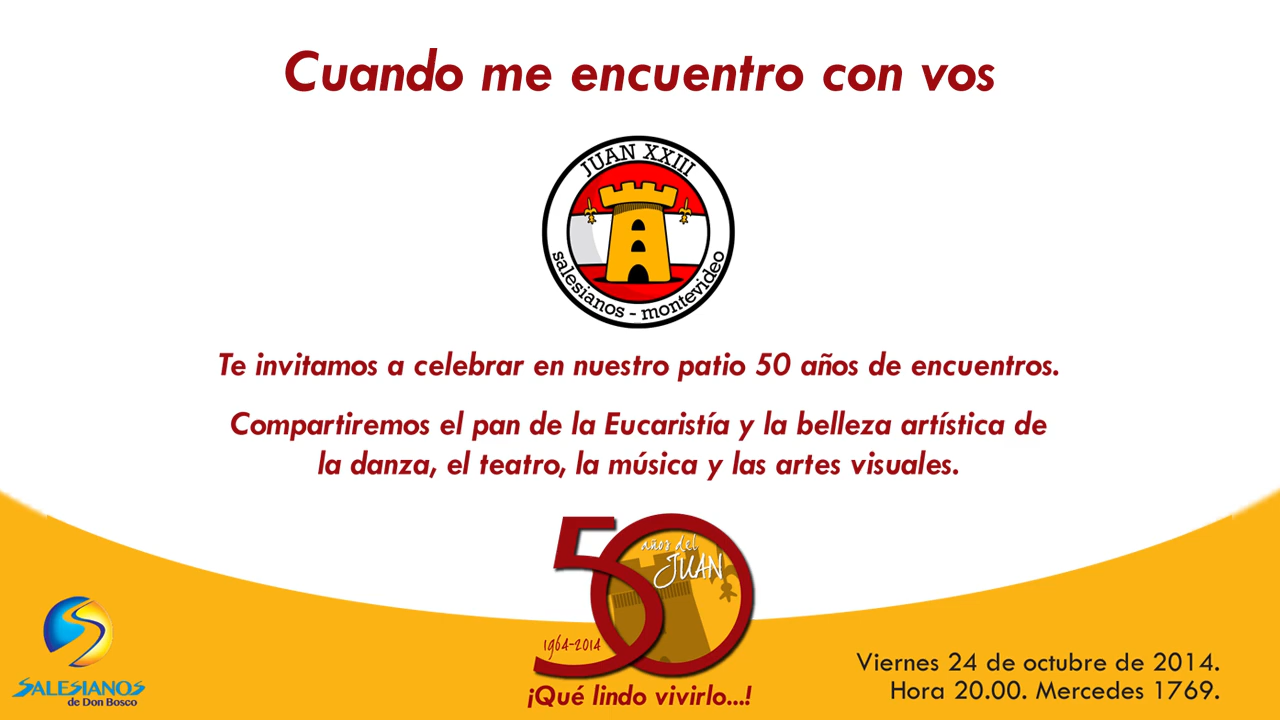 Cuando me encuentro con vos
JUAN XXIII
salesianos - montevideo
Te invitamos a celebrar en nuestro patio 50 años de encuentros.
Compartiremos el pan de la Eucaristía y la belleza artística de
la danza, el teatro, la música y las artes visuales.
50
años del
JUAN
1964-2014
¡Qué lindo vivirlo...!
SALESIANOS
de Don Bosco
Viernes 24 de octubre de 2014.
Hora 20.00. Mercedes 1769.